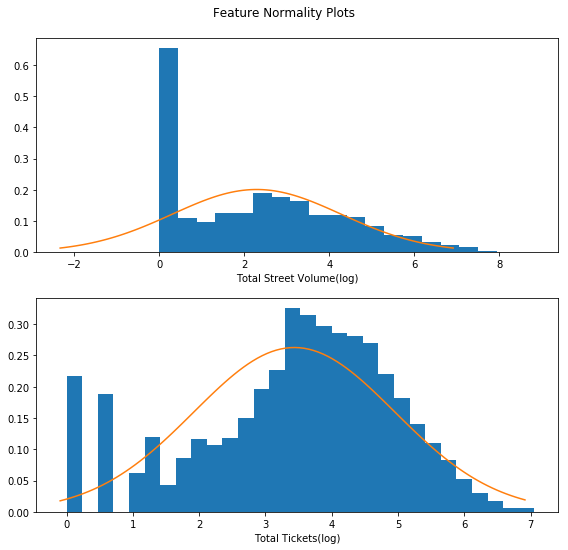 Feature Normality Plots
0.6
0.5
0.4
0.3
0.2
0.1
0.0
−2 0 2 4 6 8
Total Street Volume(log)
0.30
0.25
0.20
0.15
0.10
0.05
0.00
0 1 2 3 4 5 6 7
Total Tickets(log)